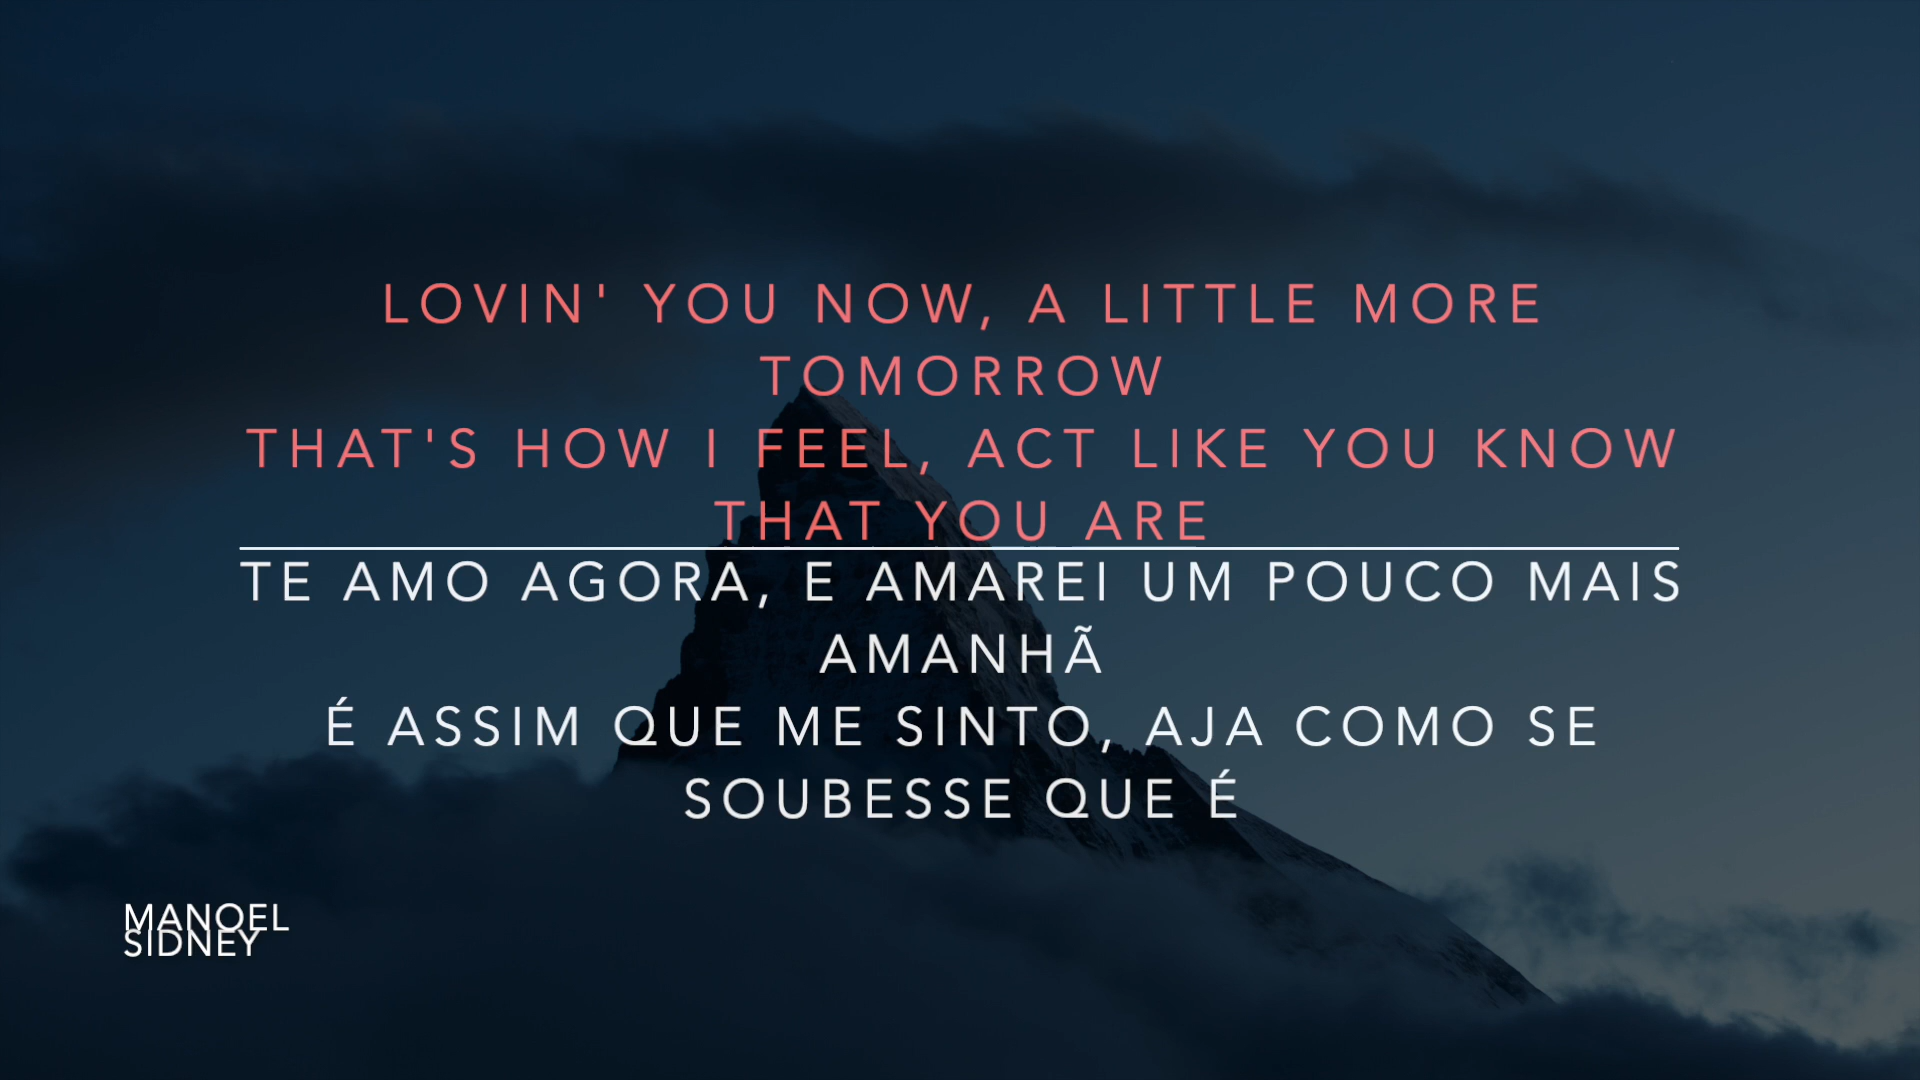 LOVIN' YOU NOW, A LITTLE MORE
TOMORROW
THAT'S HOW I FEEL, ACT LIKE YOU KNOW
THAT YOU ARE
TE AMO AGORA, E AMAREI UM POUCO MAIS
AMANHÃ
É ASSIM QUE ME SINTO, AJA COMO SE
SOUBESSE QUE É
MANOEL
SIDNEY